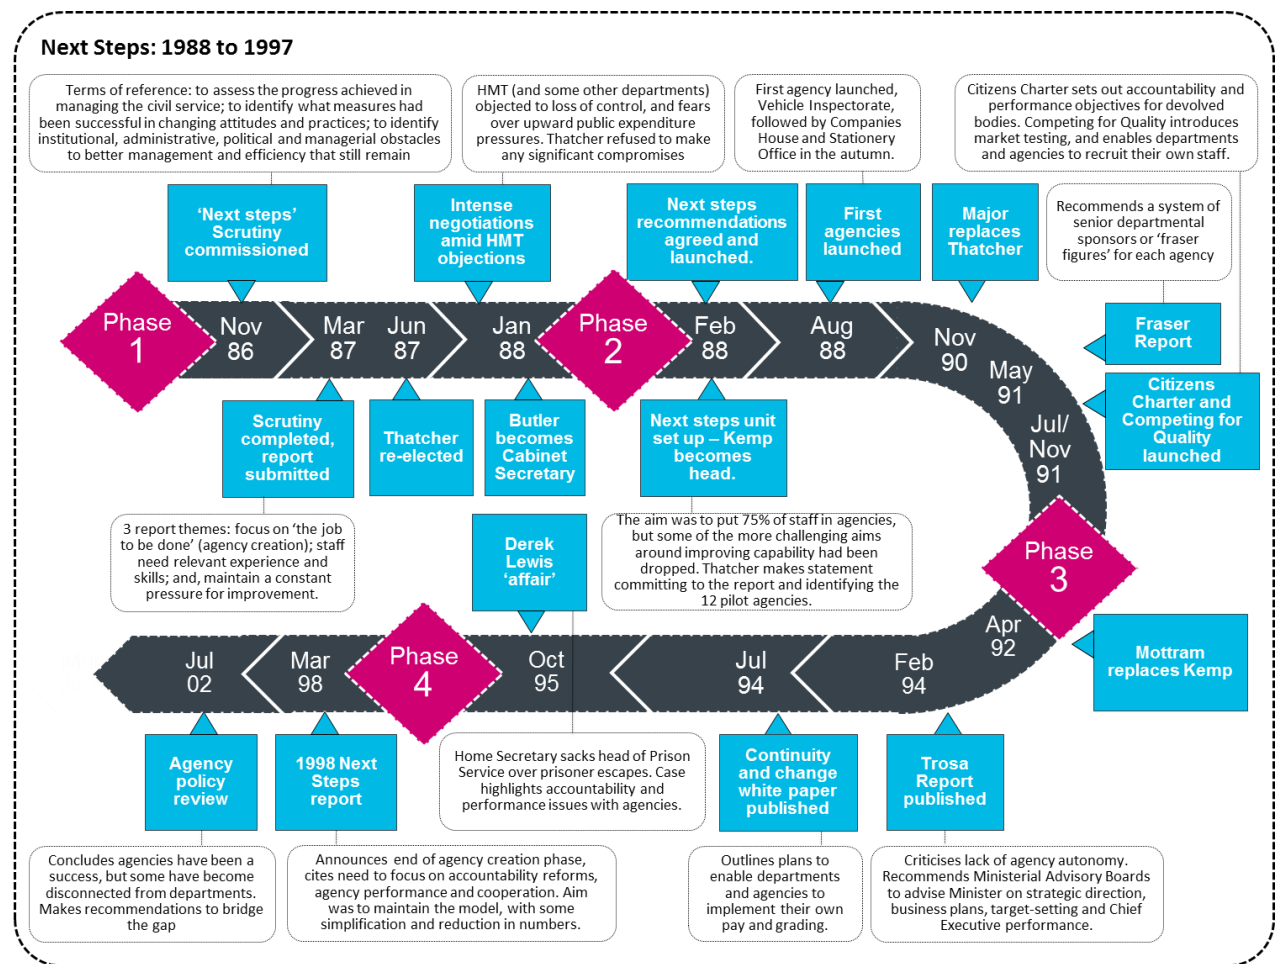 Next Steps: 1988 to 1997
Terms of reference: to assess the progress achieved in
managing the civil service; to identify what measures had
been successful in changing attitudes and practices; to identify
institutional, administrative, political and managerial obstacles
to better management and efficiency that still remain
HMT (and some other departments)
objected to loss of control, and fears
over upward public expenditure
pressures. Thatcher refused to make
any significant compromises
First agency launched,
Vehicle Inspectorate,
followed by Companies
House and Stationery
Office in the autumn.
Citizens Charter sets out accountability and
performance objectives for devolved
bodies. Competing for Quality introduces
market testing, and enables departments
and agencies to recruit their own staff.
‘Next steps’
Scrutiny
commissioned
Intense
negotiations
amid HMT
objections
Next steps
recommendations
agreed and
launched.
First
agencies
launched
Major
replaces
Thatcher
Recommends a system of
senior departmental
sponsors or ‘fraser
figures’ for each agency
Phase
1
Nov
86
Mar
87
Jun
87
Jan
88
Phase
2
Feb
88
Aug
88
Nov
90
May
91
Jul/
Nov
91
Fraser
Report
Citizens
Charter and
Competing for
Quality
launched
Scrutiny
completed,
report
submitted
Thatcher
re-elected
Butler
becomes
Cabinet
Secretary
Next steps unit
set up – Kemp
becomes
head.
3 report themes: focus on ‘the job
to be done’ (agency creation); staff
need relevant experience and
skills; and, maintain a constant
pressure for improvement.
Derek
Lewis
‘affair’
The aim was to put 75% of staff in agencies,
but some of the more challenging aims
around improving capability had been
dropped. Thatcher makes statement
committing to the report and identifying the
12 pilot agencies.
Phase
3
Apr
92
Mottram
replaces Kemp
Jul
02
Mar
98
Phase
4
Oct
95
Jul
94
Feb
94
Agency
policy
review
1998 Next
Steps
report
Home Secretary sacks head of Prison
Service over prisoner escapes. Case
highlights accountability and
performance issues with agencies.
Continuity
and change
white paper
published
Trosa
Report
published
Concludes agencies have been a
success, but some have become
disconnected from departments.
Makes recommendations to bridge
the gap
Announces end of agency creation phase,
cites need to focus on accountability reforms,
agency performance and cooperation. Aim
was to maintain the model, with some
simplification and reduction in numbers.
Outlines plans to
enable departments
and agencies to
implement their own
pay and grading.
Criticises lack of agency autonomy.
Recommends Ministerial Advisory Boards
to advise Minister on strategic direction,
business plans, target-setting and Chief
Executive performance.